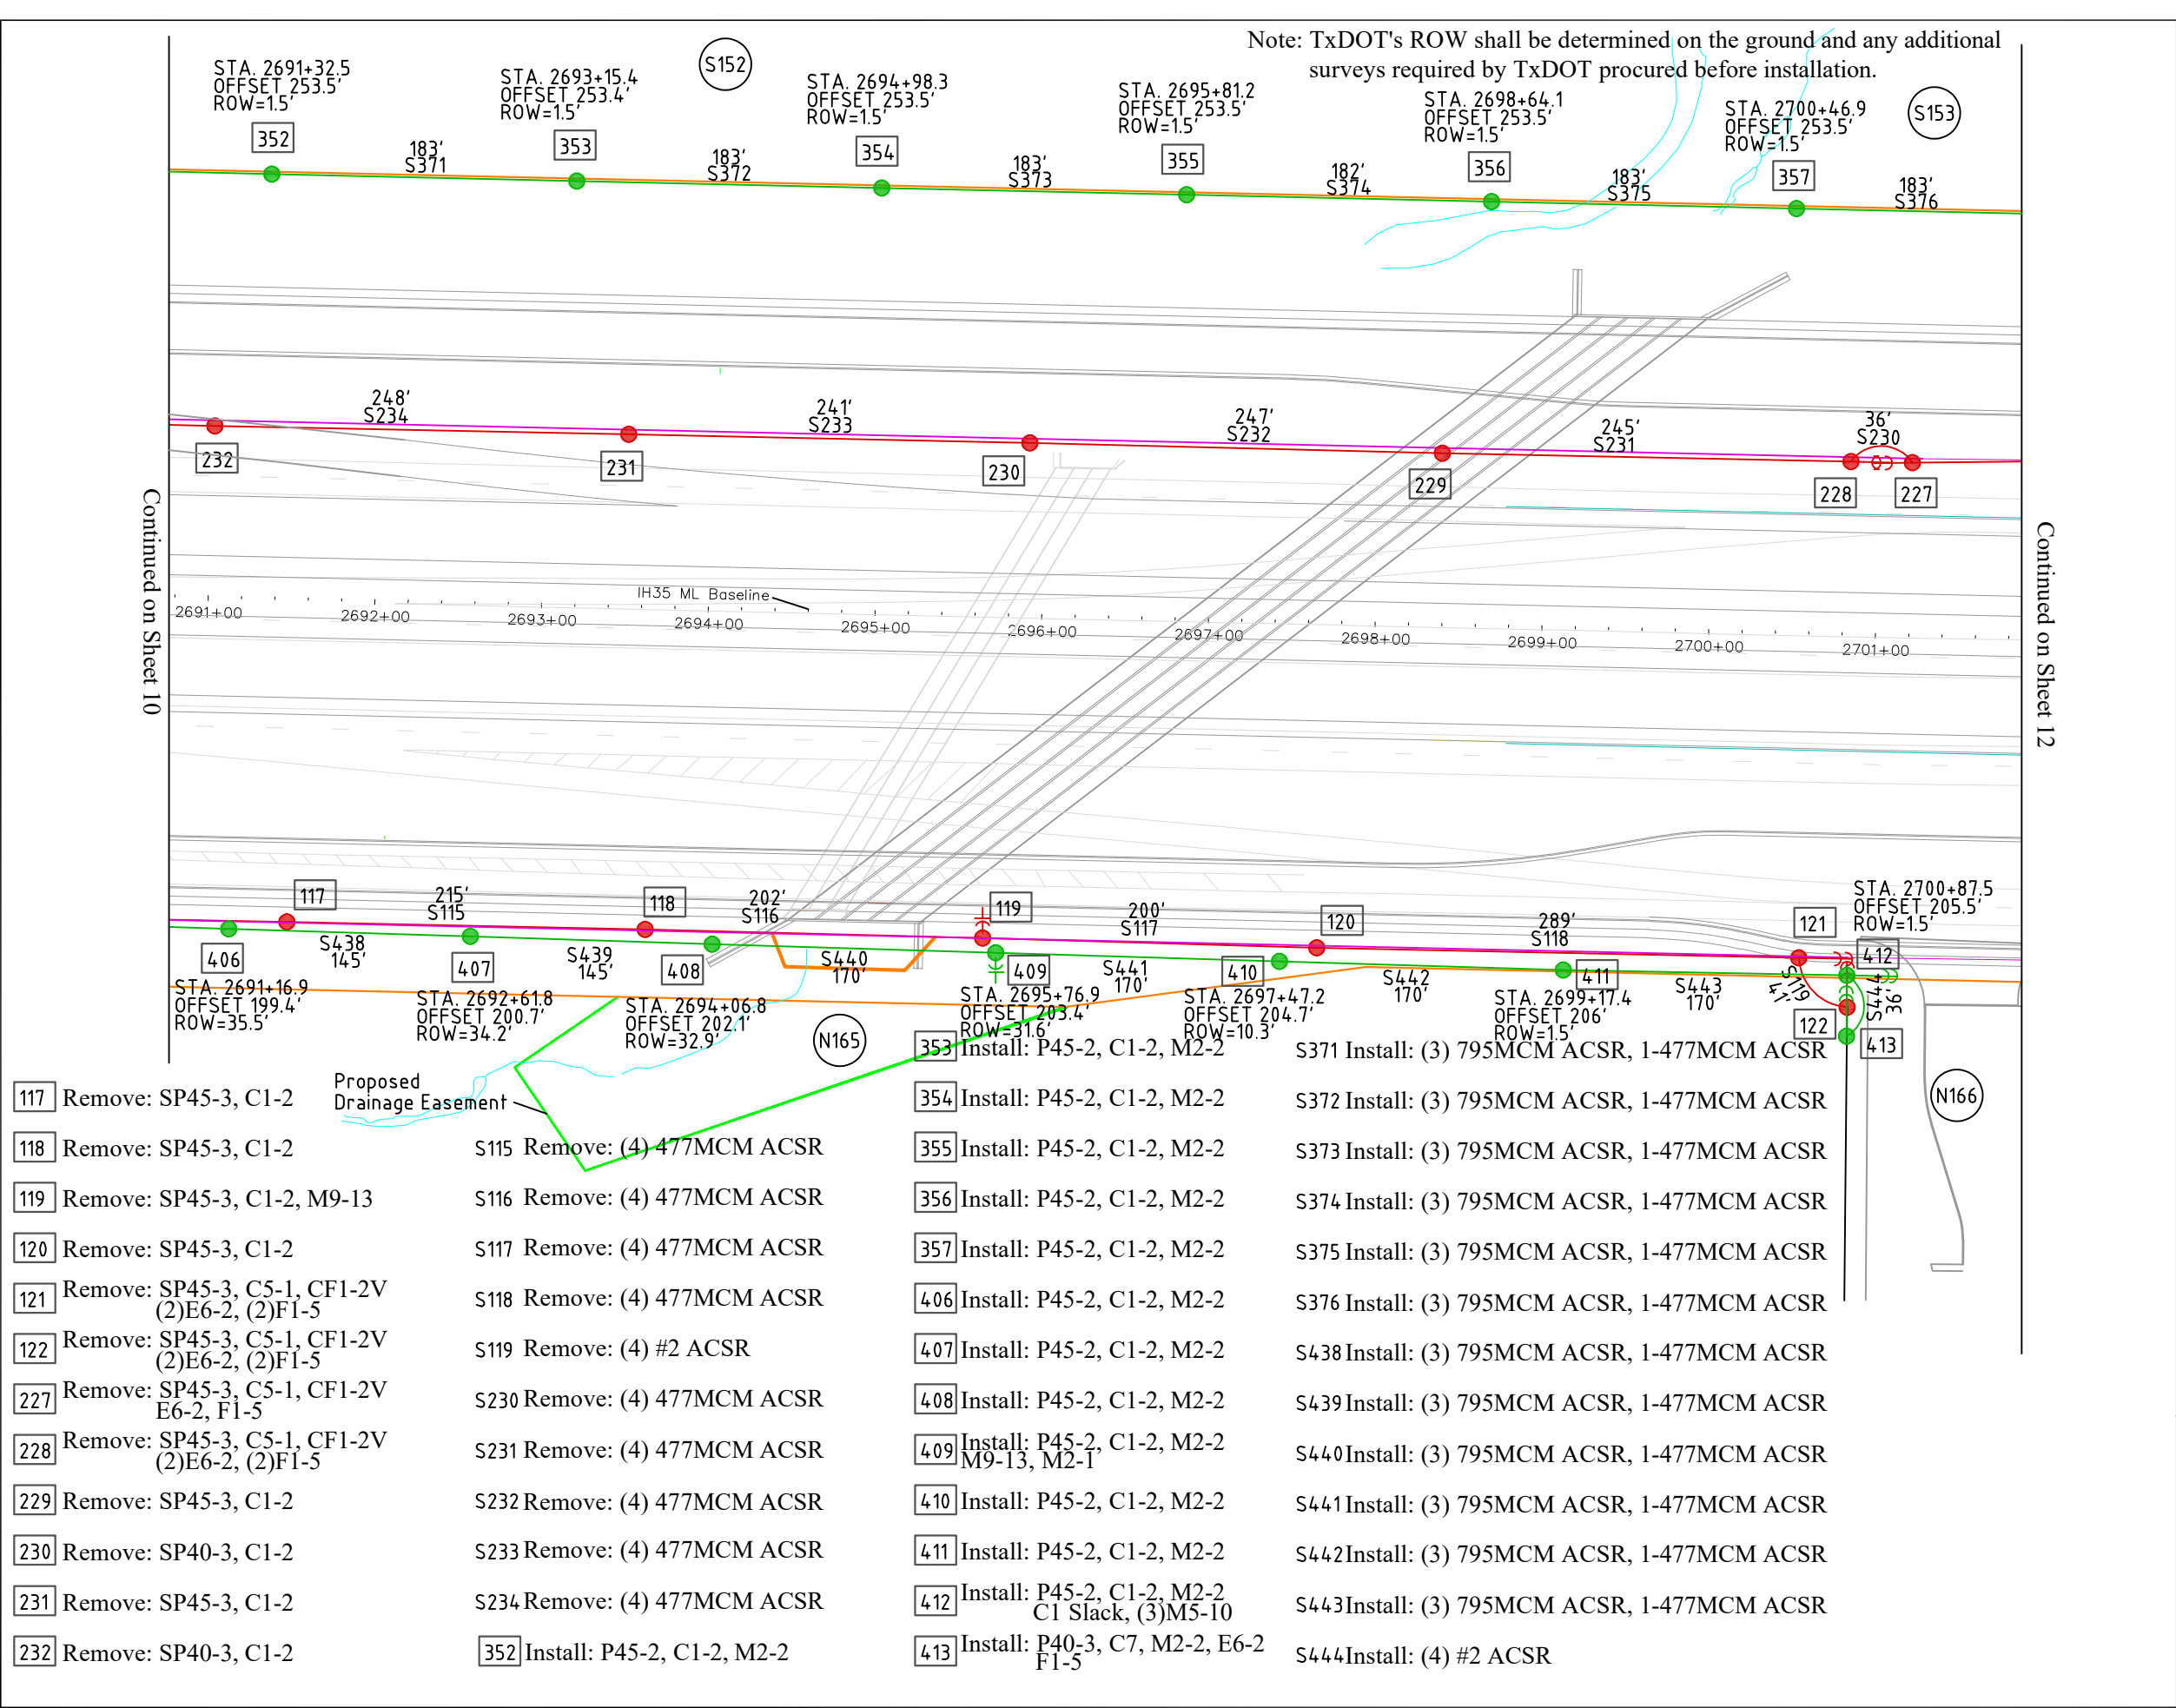 Note: TxDOT's ROW shall be determined on the ground and any additional
surveys required by TxDOT procured before installation.
STA. 2691+32.5
OFFSET 253.5'
ROW=1.5'
352
183'
S371
STA. 2693+15.4
OFFSET 253.4'
ROW=1.5'
353
S152
183'
S372
STA. 2694+98.3
OFFSET 253.5'
ROW=1.5'
354
183'
S373
STA. 2695+81.2
OFFSET 253.5'
ROW=1.5'
355
182'
S374
STA. 2698+64.1
OFFSET 253.5'
ROW=1.5'
356
183'
S375
STA. 2700+46.9
OFFSET 253.5'
ROW=1.5'
357
S153
183'
S376
248'
S234
241'
S233
247'
S232
245'
S231
36'
S230
232
231
230
229
228
227
Continued on Sheet 10
Continued on Sheet 12
IH35 ML Baseline
2691+00
2692+00
2693+00
2694+00
2695+00
2696+00
2697+00
2698+00
2699+00
2700+00
2701+00
117
215'
S115
118
202'
S116
119
200'
S117
120
289'
S118
121
STA. 2700+87.5
OFFSET 205.5'
ROW=1.5'
412
406
S438
145'
407
S439
145'
408
S440
170'
409
S441
170'
410
S442
170'
411
S443
170'
S119
41'
S444
36'
122
413
STA. 2691+16.9
OFFSET 199.4'
ROW=35.5'
STA. 2692+61.8
OFFSET 200.7'
ROW=34.2'
STA. 2694+06.8
OFFSET 202.1'
ROW=32.9'
N165
STA. 2695+76.9
OFFSET 203.4'
ROW=31.6'
STA. 2697+47.2
OFFSET 204.7'
ROW=10.3'
STA. 2699+17.4
OFFSET 206'
ROW=1.5'
N166
Proposed
Drainage Easement
117 Remove: SP45-3, C1-2
118 Remove: SP45-3, C1-2
119 Remove: SP45-3, C1-2, M9-13
120 Remove: SP45-3, C1-2
121 Remove: SP45-3, C5-1, CF1-2V
(2)E6-2, (2)F1-5
122 Remove: SP45-3, C5-1, CF1-2V
(2)E6-2, (2)F1-5
227 Remove: SP45-3, C5-1, CF1-2V
E6-2, F1-5
228 Remove: SP45-3, C5-1, CF1-2V
(2)E6-2, (2)F1-5
229 Remove: SP45-3, C1-2
230 Remove: SP40-3, C1-2
231 Remove: SP45-3, C1-2
232 Remove: SP40-3, C1-2
S115 Remove: (4) 477MCM ACSR
S116 Remove: (4) 477MCM ACSR
S117 Remove: (4) 477MCM ACSR
S118 Remove: (4) 477MCM ACSR
S119 Remove: (4) #2 ACSR
S230 Remove: (4) 477MCM ACSR
S231 Remove: (4) 477MCM ACSR
S232 Remove: (4) 477MCM ACSR
S233 Remove: (4) 477MCM ACSR
S234 Remove: (4) 477MCM ACSR
352 Install: P45-2, C1-2, M2-2
353 Install: P45-2, C1-2, M2-2
354 Install: P45-2, C1-2, M2-2
355 Install: P45-2, C1-2, M2-2
356 Install: P45-2, C1-2, M2-2
357 Install: P45-2, C1-2, M2-2
406 Install: P45-2, C1-2, M2-2
407 Install: P45-2, C1-2, M2-2
408 Install: P45-2, C1-2, M2-2
409 Install: P45-2, C1-2, M2-2
M9-13, M2-1
410 Install: P45-2, C1-2, M2-2
411 Install: P45-2, C1-2, M2-2
412 Install: P45-2, C1-2, M2-2
C1 Slack, (3)M5-10
413 Install: P40-3, C7, M2-2, E6-2
F1-5
S371 Install: (3) 795MCM ACSR, 1-477MCM ACSR
S372 Install: (3) 795MCM ACSR, 1-477MCM ACSR
S373 Install: (3) 795MCM ACSR, 1-477MCM ACSR
S374 Install: (3) 795MCM ACSR, 1-477MCM ACSR
S375 Install: (3) 795MCM ACSR, 1-477MCM ACSR
S376 Install: (3) 795MCM ACSR, 1-477MCM ACSR
S438 Install: (3) 795MCM ACSR, 1-477MCM ACSR
S439 Install: (3) 795MCM ACSR, 1-477MCM ACSR
S440 Install: (3) 795MCM ACSR, 1-477MCM ACSR
S441 Install: (3) 795MCM ACSR, 1-477MCM ACSR
S442 Install: (3) 795MCM ACSR, 1-477MCM ACSR
S443 Install: (3) 795MCM ACSR, 1-477MCM ACSR
S444 Install: (4) #2 ACSR